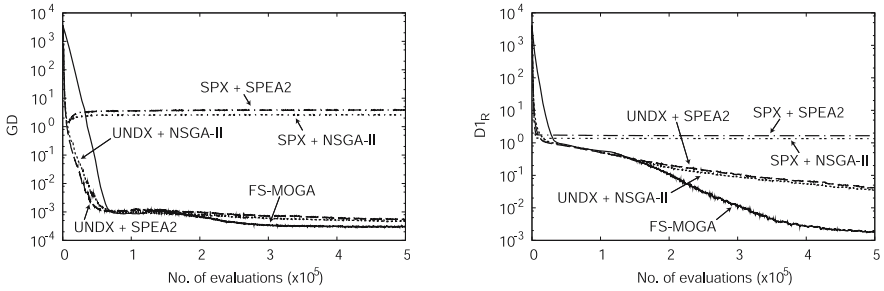 10^4
10^3
10^2
10^1
10^0
10^-1
10^-2
10^-3
10^-4
GD
SPX + SPEA2
UNDX + NSGA-II
SPX + NSGA-II
FS-MOGA
UNDX + SPEA2
0 1 2 3 4 5
No. of evaluations (x10^5)
10^4
10^3
10^2
10^1
10^0
10^-1
10^-2
10^-3
D1R
UNDX + SPEA2
SPX + SPEA2
SPX + NSGA-II
UNDX + NSGA-II
FS-MOGA
0 1 2 3 4 5
No. of evaluations (x10^5)